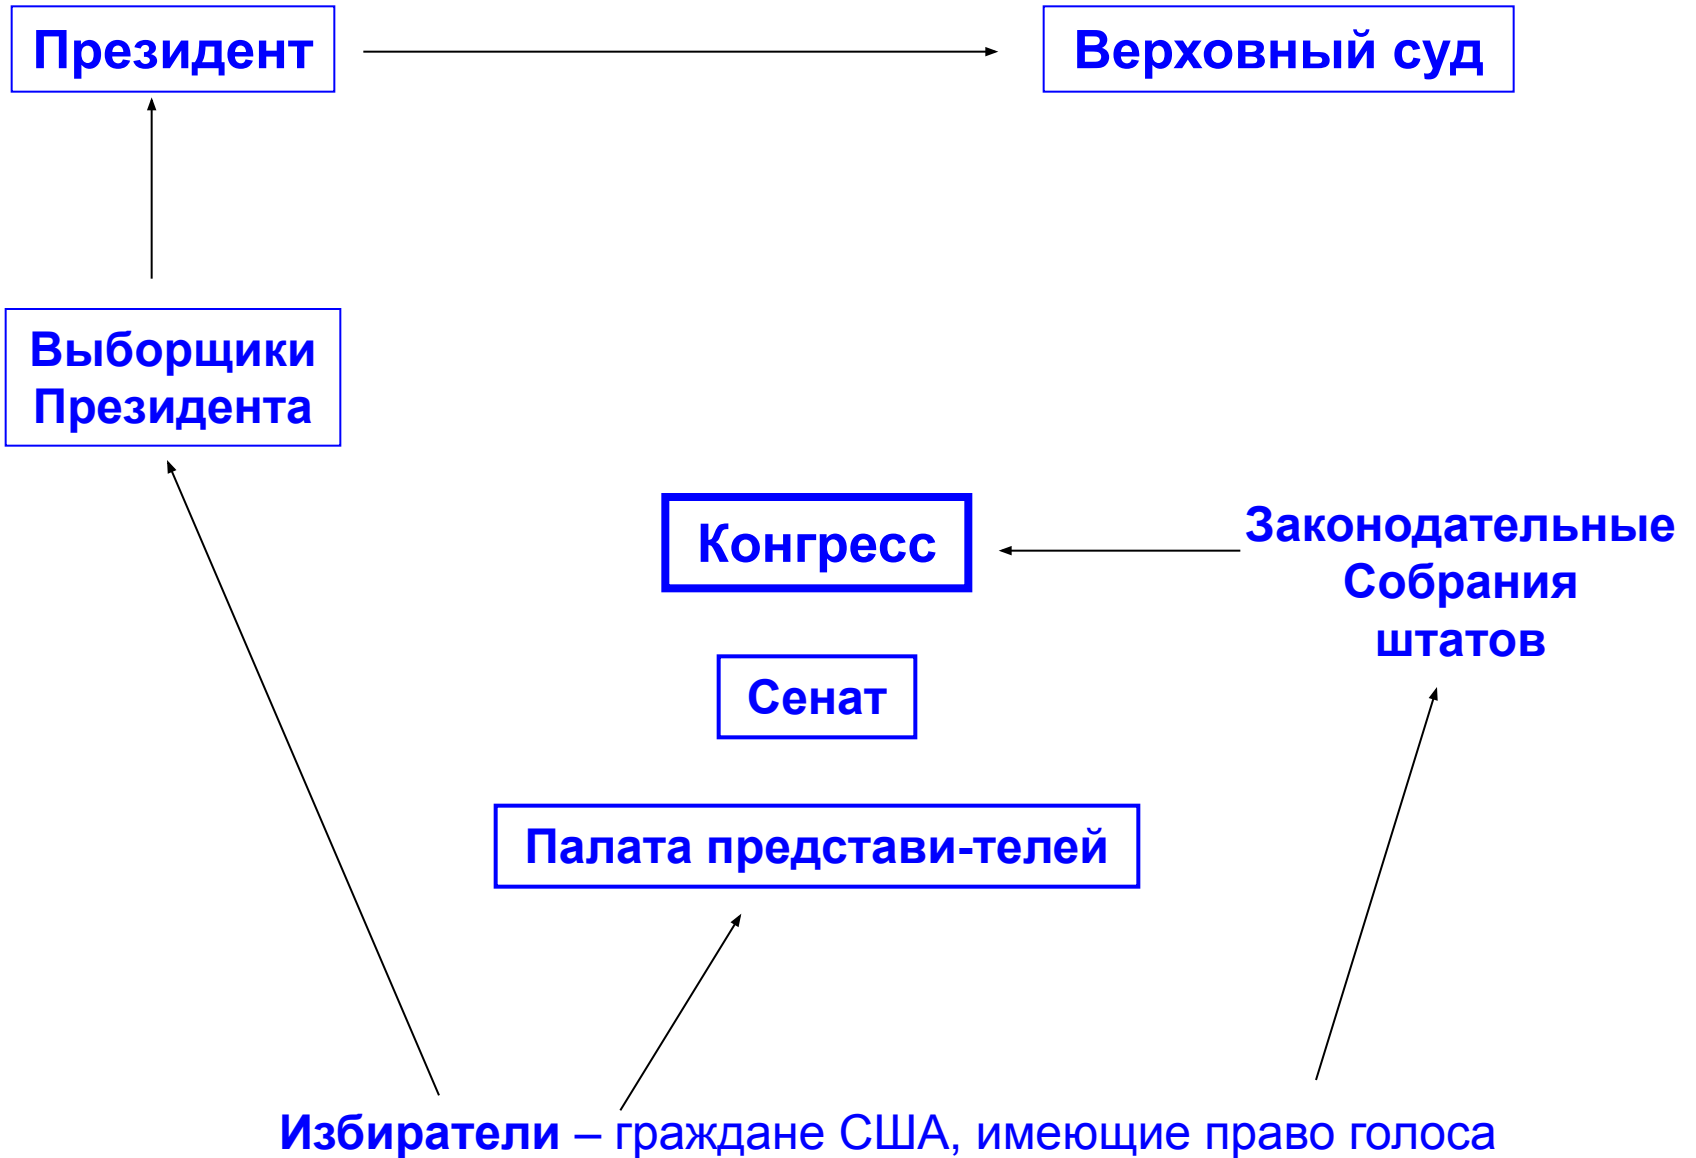 Президент
Верховный суд
Выборщики
Президента
Конгресс
Законодательные
Собрания
штатов
Сенат
Палата представи-телей
Избиратели – граждане США, имеющие право голоса